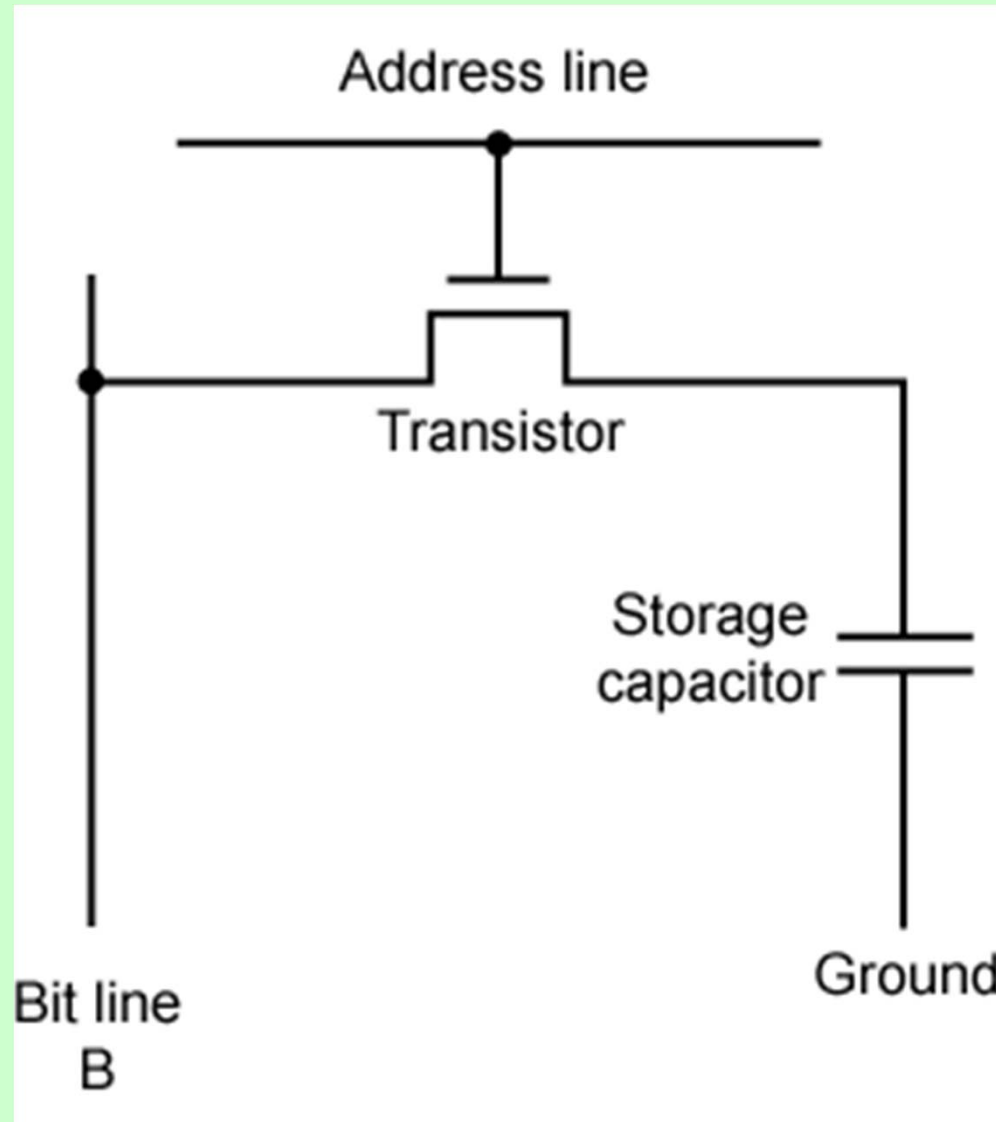 Address line
Transistor
Storage
capacitor
Ground
Bit line
B